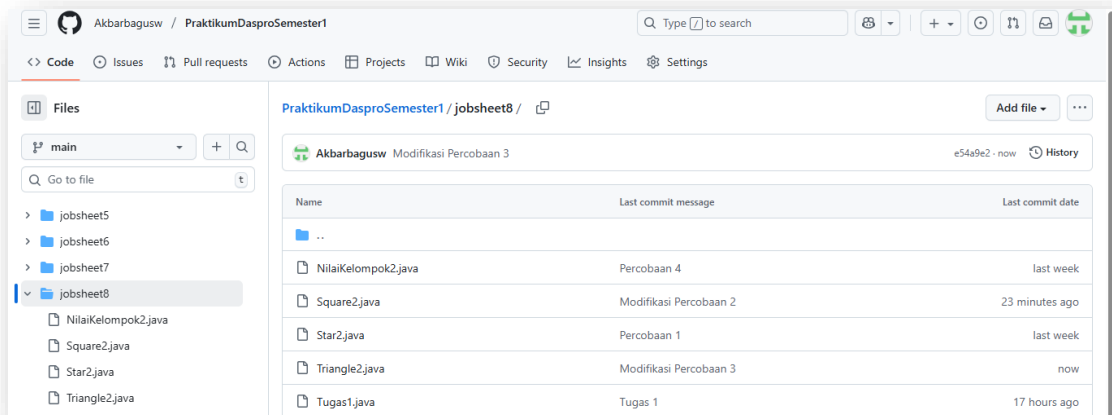 Akbarbagusw / PraktikumDasproSemester1
Type / to search
Code Issues Pull requests Actions Projects Wiki Security Insights Settings
Files
main
Go to file t
jobsheet5
jobsheet6
jobsheet7
jobsheet8
NilaiKelompok2.java
Square2.java
Star2.java
Triangle2.java
PraktikumDasproSemester1 / jobsheet8 /
Add file
Akbarbagusw Modifikasi Percobaan 3 e54a9e2 · now History
Name Last commit message Last commit date
..
NilaiKelompok2.java Percobaan 4 last week
Square2.java Modifikasi Percobaan 2 23 minutes ago
Star2.java Percobaan 1 last week
Triangle2.java Modifikasi Percobaan 3 now
Tugas1.java Tugas 1 17 hours ago